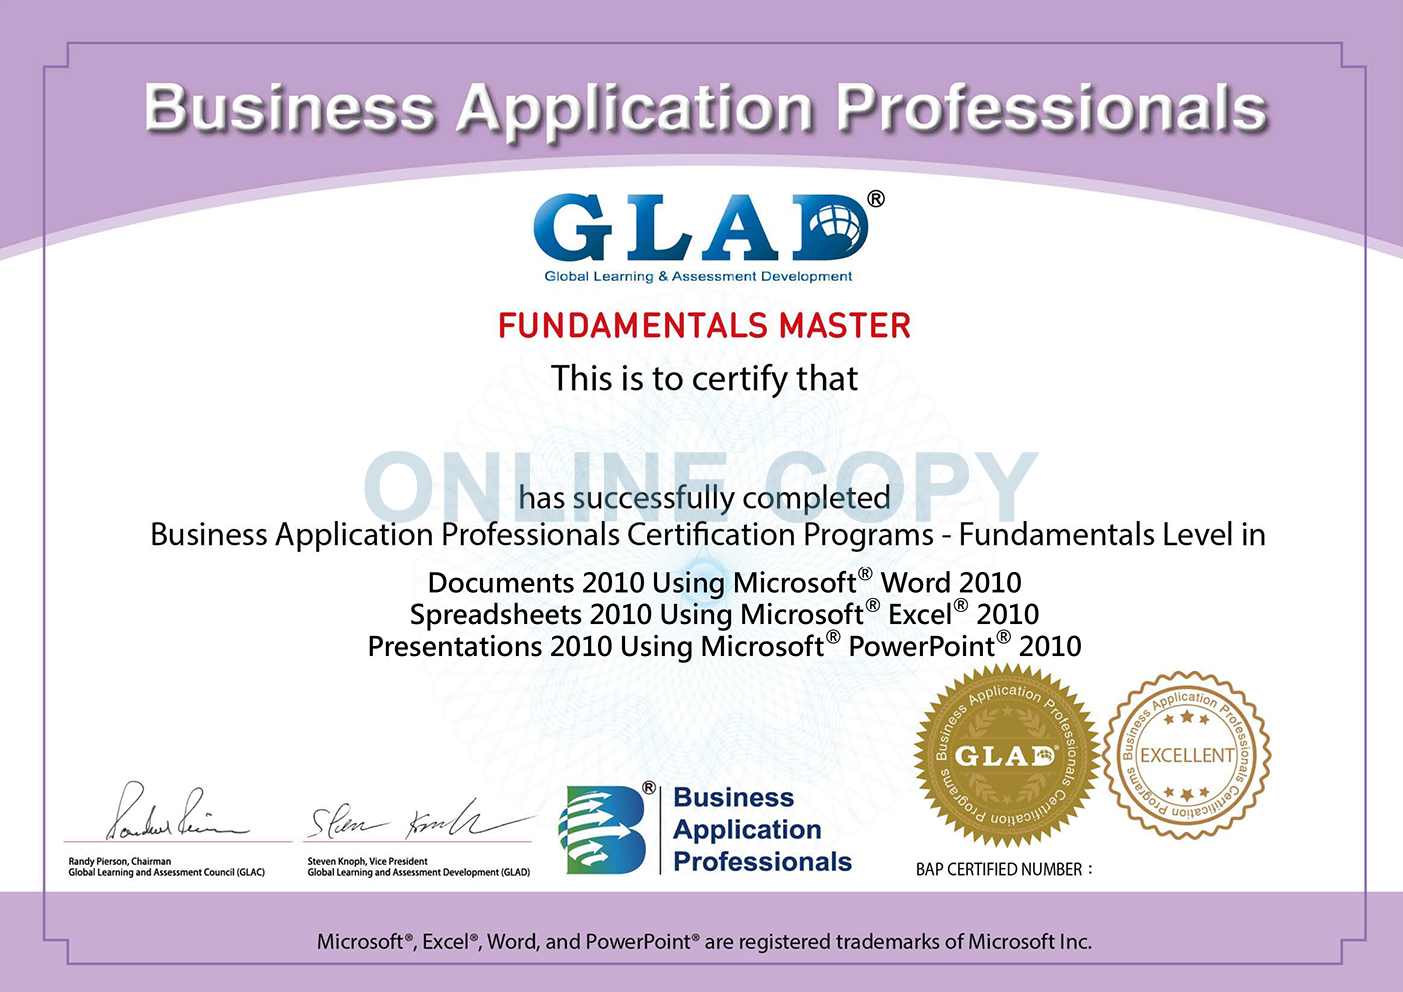 Business Application Professionals
GLAD®
Global Learning & Assessment Development
FUNDAMENTALS MASTER
This is to certify that
ONLINE COPY
has successfully completed
Business Application Professionals Certification Programs - Fundamentals Level in
Documents 2010 Using Microsoft® Word 2010
Spreadsheets 2010 Using Microsoft® Excel® 2010
Presentations 2010 Using Microsoft® PowerPoint® 2010
Business Application Professionals Certification Programs
GLAD®
Business Application Professionals Certification Programs
EXCELLENT
Randy Pierson, Chairman
Global Learning and Assessment Council (GLAC)
Steven Knoph, Vice President
Global Learning and Assessment Development (GLAD)
B®
Business
Application
Professionals
BAP CERTIFIED NUMBER :
Microsoft®, Excel®, Word, and PowerPoint® are registered trademarks of Microsoft Inc.